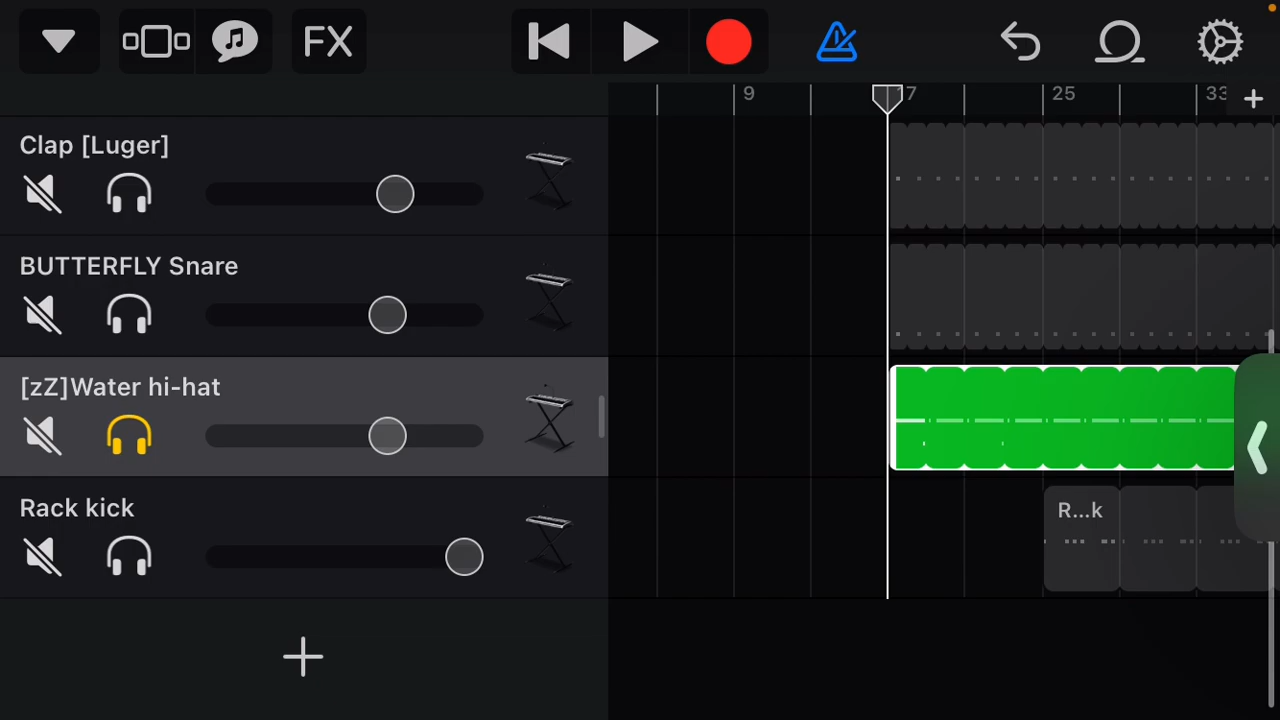 FX
9
7
25
33
Clap [Luger]
BUTTERFLY Snare
[zZ]Water hi-hat
Rack kick
R...k